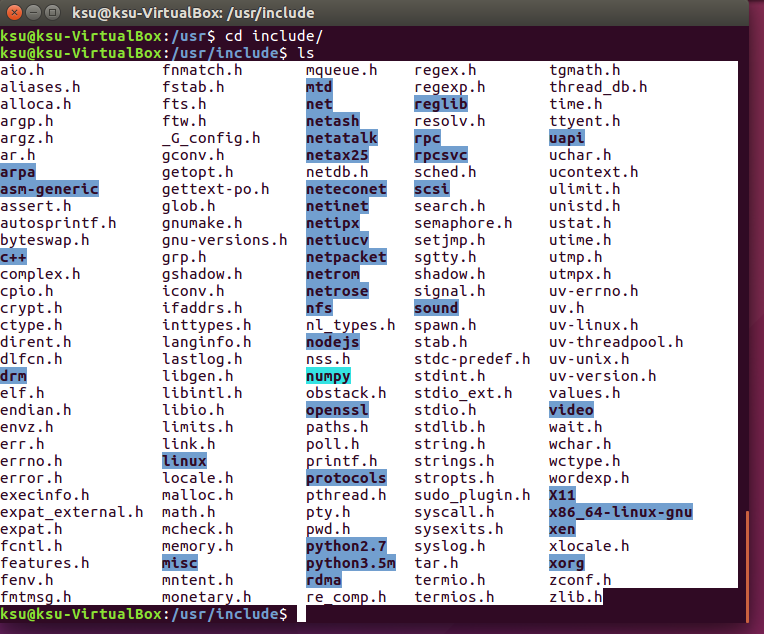 ksu@ksu-VirtualBox: /usr/include
ksu@ksu-VirtualBox:/usr$ cd include/
ksu@ksu-VirtualBox:/usr/include$ ls
aio.h fnmatch.h mqueue.h regex.h tgmath.h
aliases.h fstab.h mtd regexp.h thread_db.h
alloca.h fts.h net reglib time.h
argp.h ftw.h netash resolv.h ttyent.h
argz.h _G_config.h netatalk rpc uapi
ar.h gconv.h netax25 rpcsvc uchar.h
arpa getopt.h netdb.h sched.h ucontext.h
asm-generic gettext-po.h neteconet scsi ulimit.h
assert.h glob.h netinet search.h unistd.h
autosprintf.h gnumake.h netipx semaphore.h ustat.h
byteswap.h gnu-versions.h netiucv setjmp.h utime.h
c++ grp.h netpacket sgtty.h utmp.h
complex.h gshadow.h netrom shadow.h utmpx.h
cpio.h iconv.h netrose signal.h uv-errno.h
crypt.h ifaddrs.h nfs sound uv.h
ctype.h inttypes.h nl_types.h spawn.h uv-linux.h
dirent.h langinfo.h nodejs stab.h uv-threadpool.h
dlfcn.h lastlog.h nss.h stdc-predef.h uv-unix.h
drm libgen.h numpy stdint.h uv-version.h
elf.h libintl.h obstack.h stdio_ext.h values.h
endian.h libio.h openssl stdio.h video
envz.h limits.h paths.h stdlib.h wait.h
err.h link.h poll.h string.h wchar.h
errno.h linux printf.h strings.h wctype.h
error.h locale.h protocols stropts.h wordexp.h
execinfo.h malloc.h pthread.h sudo_plugin.h X11
expat_external.h math.h pty.h syscall.h x86_64-linux-gnu
expat.h mcheck.h pwd.h sysexits.h xen
fcntl.h memory.h python2.7 syslog.h xlocale.h
features.h misc python3.5m tar.h xorg
fenv.h mntent.h rdma termio.h zconf.h
fmtmsg.h monetary.h re_comp.h termios.h zlib.h
ksu@ksu-VirtualBox:/usr/include$